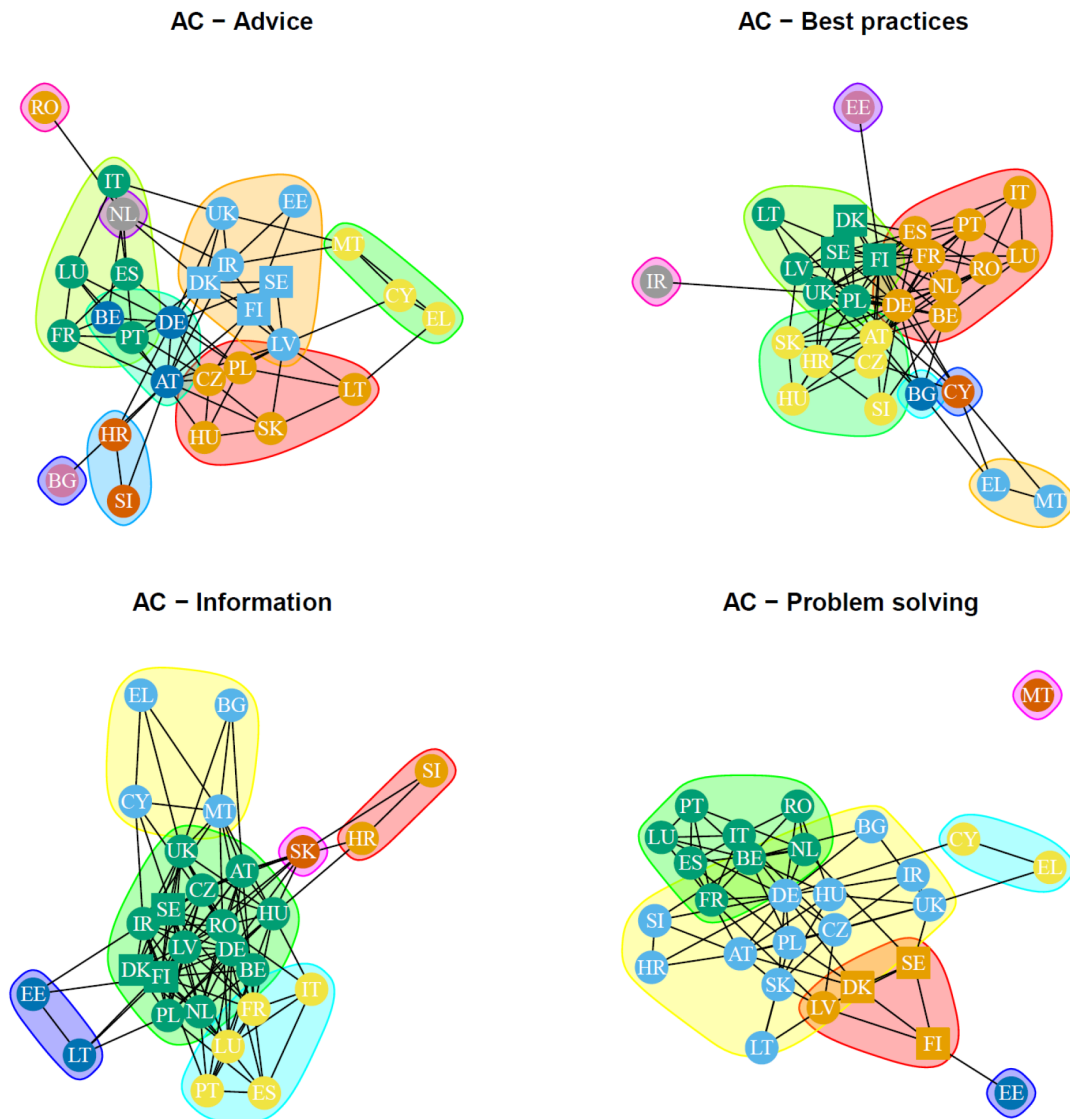 AC − Advice
RO
IT
NL
UK
EE
MT
LU
ES
IR
DK
SE
CY
EL
BE
DE
FI
FR
PT
LV
AT
CZ
PL
LT
HR
HU
SK
BG
SI
AC − Best practices
EE
LT
DK
IT
SE
ES
PT
FI
FR
LU
LV
RO
IR
UK
PL
NL
DE
BE
SK
AT
HR
CZ
HU
SI
BG
CY
EL
MT
AC − Information
EL
BG
SI
CY
MT
UK
SK
HR
AT
CZ
SE
IR
RO
HU
LV
DE
DK
FI
BE
EE
IT
PL
NL
FR
LT
LU
PT
ES
AC − Problem solving
MT
PT
RO
LU
IT
BG
CY
ES
BE
NL
EL
IR
FR
DE
HU
UK
SI
CZ
HR
AT
PL
SE
SK
DK
LV
LT
FI
EE